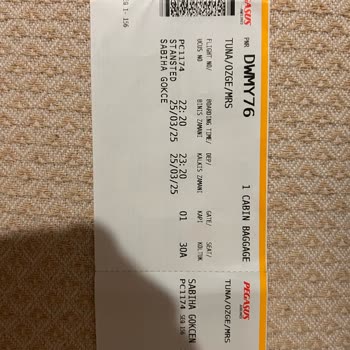 PEGASUS
PNR DWMY76
1 CABIN BAGGAGE
TUNA/OZGE/MRS
FLIGHT NO/ BOARDING TIME/ DEP/ GATE/ SEAT/
UCUS NO BINIS ZAMANI KALKIS ZAMANI KAPI KOLTUK
PC1174 22:20 23:20 01 30A
STANSTED 25/03/25 25/03/25
SABIHA GOKCE
PEGASUS
TUNA/OZGE/MRS
SABIHA GOKCEN
PC1174